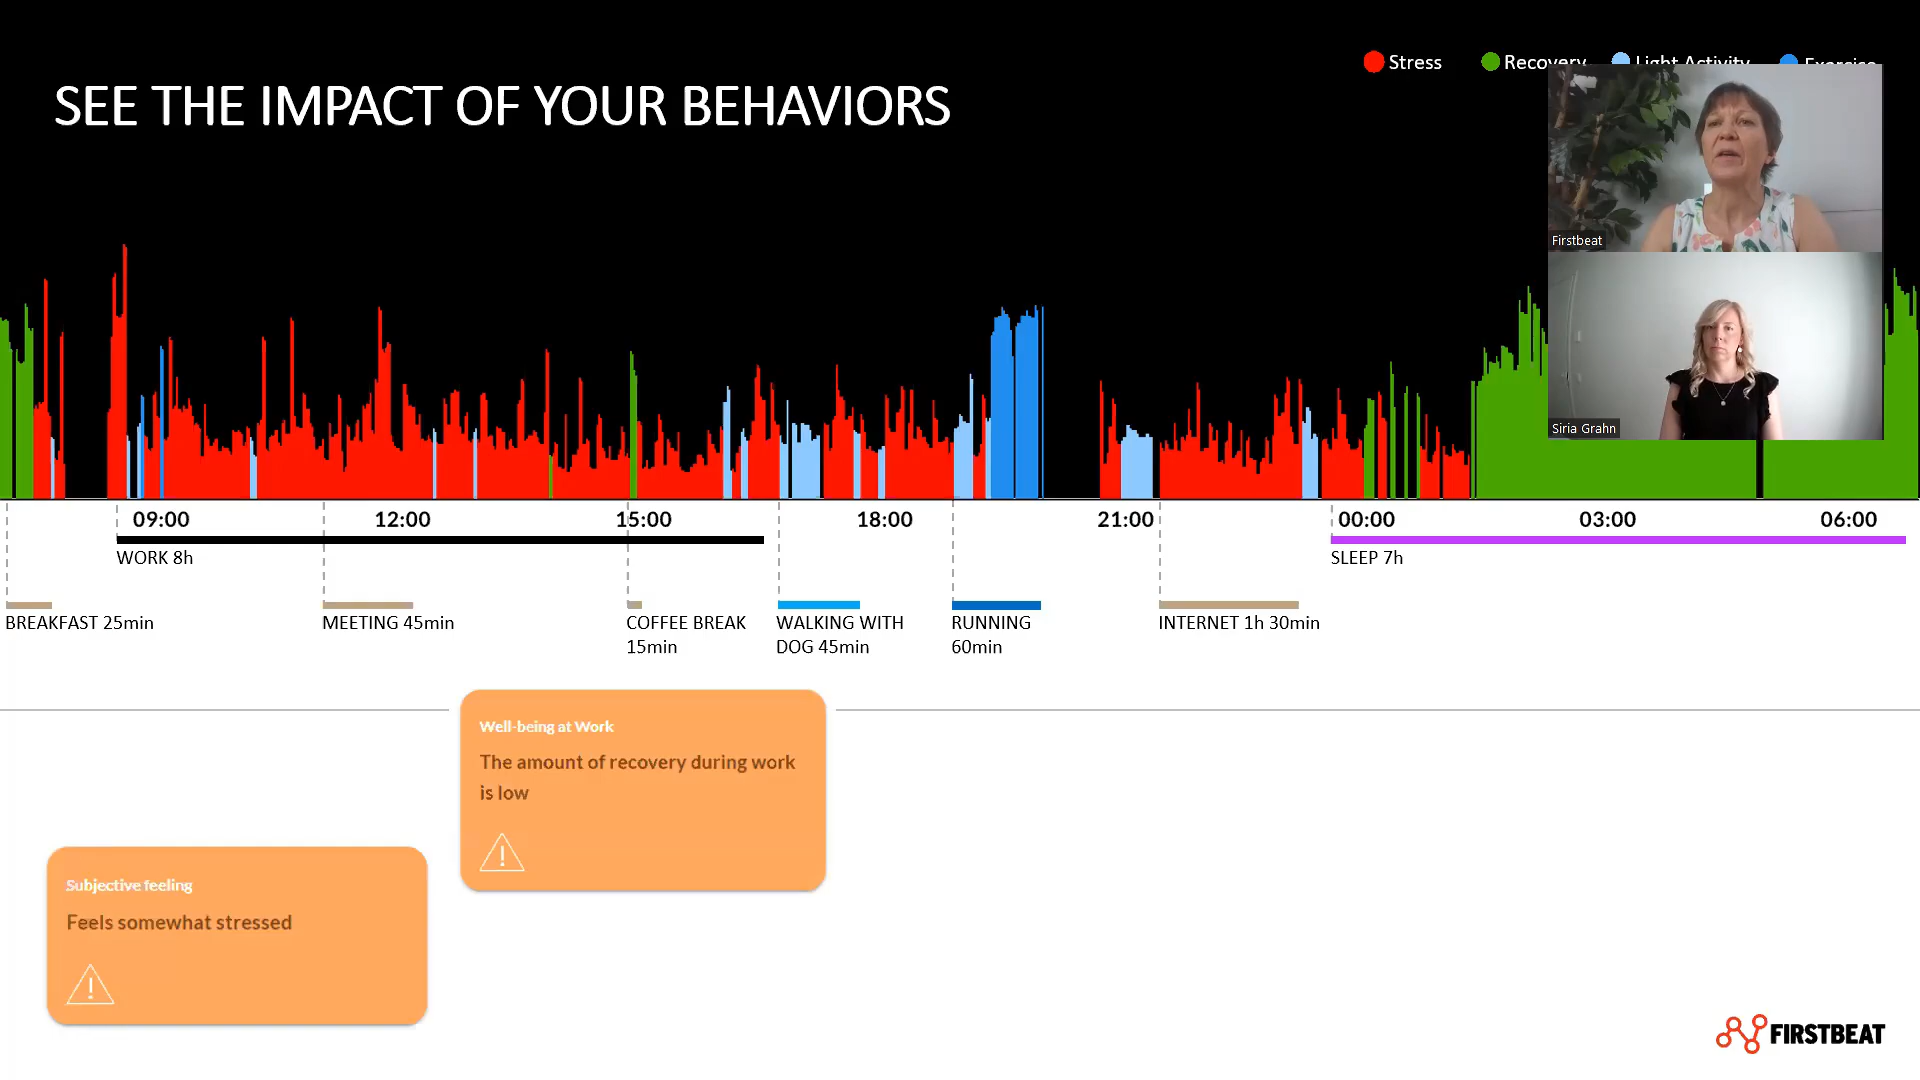 Stress Recovery Light Activity Exercise
SEE THE IMPACT OF YOUR BEHAVIORS
Firstbeat
Siria Grahn
09:00 12:00 15:00 18:00 21:00 00:00 03:00 06:00
WORK 8h
SLEEP 7h
BREAKFAST 25min
MEETING 45min
COFFEE BREAK
15min
WALKING WITH
DOG 45min
RUNNING
60min
INTERNET 1h 30min
Well-being at Work
The amount of recovery during work
is low
Subjective feeling
Feels somewhat stressed
FIRSTBEAT